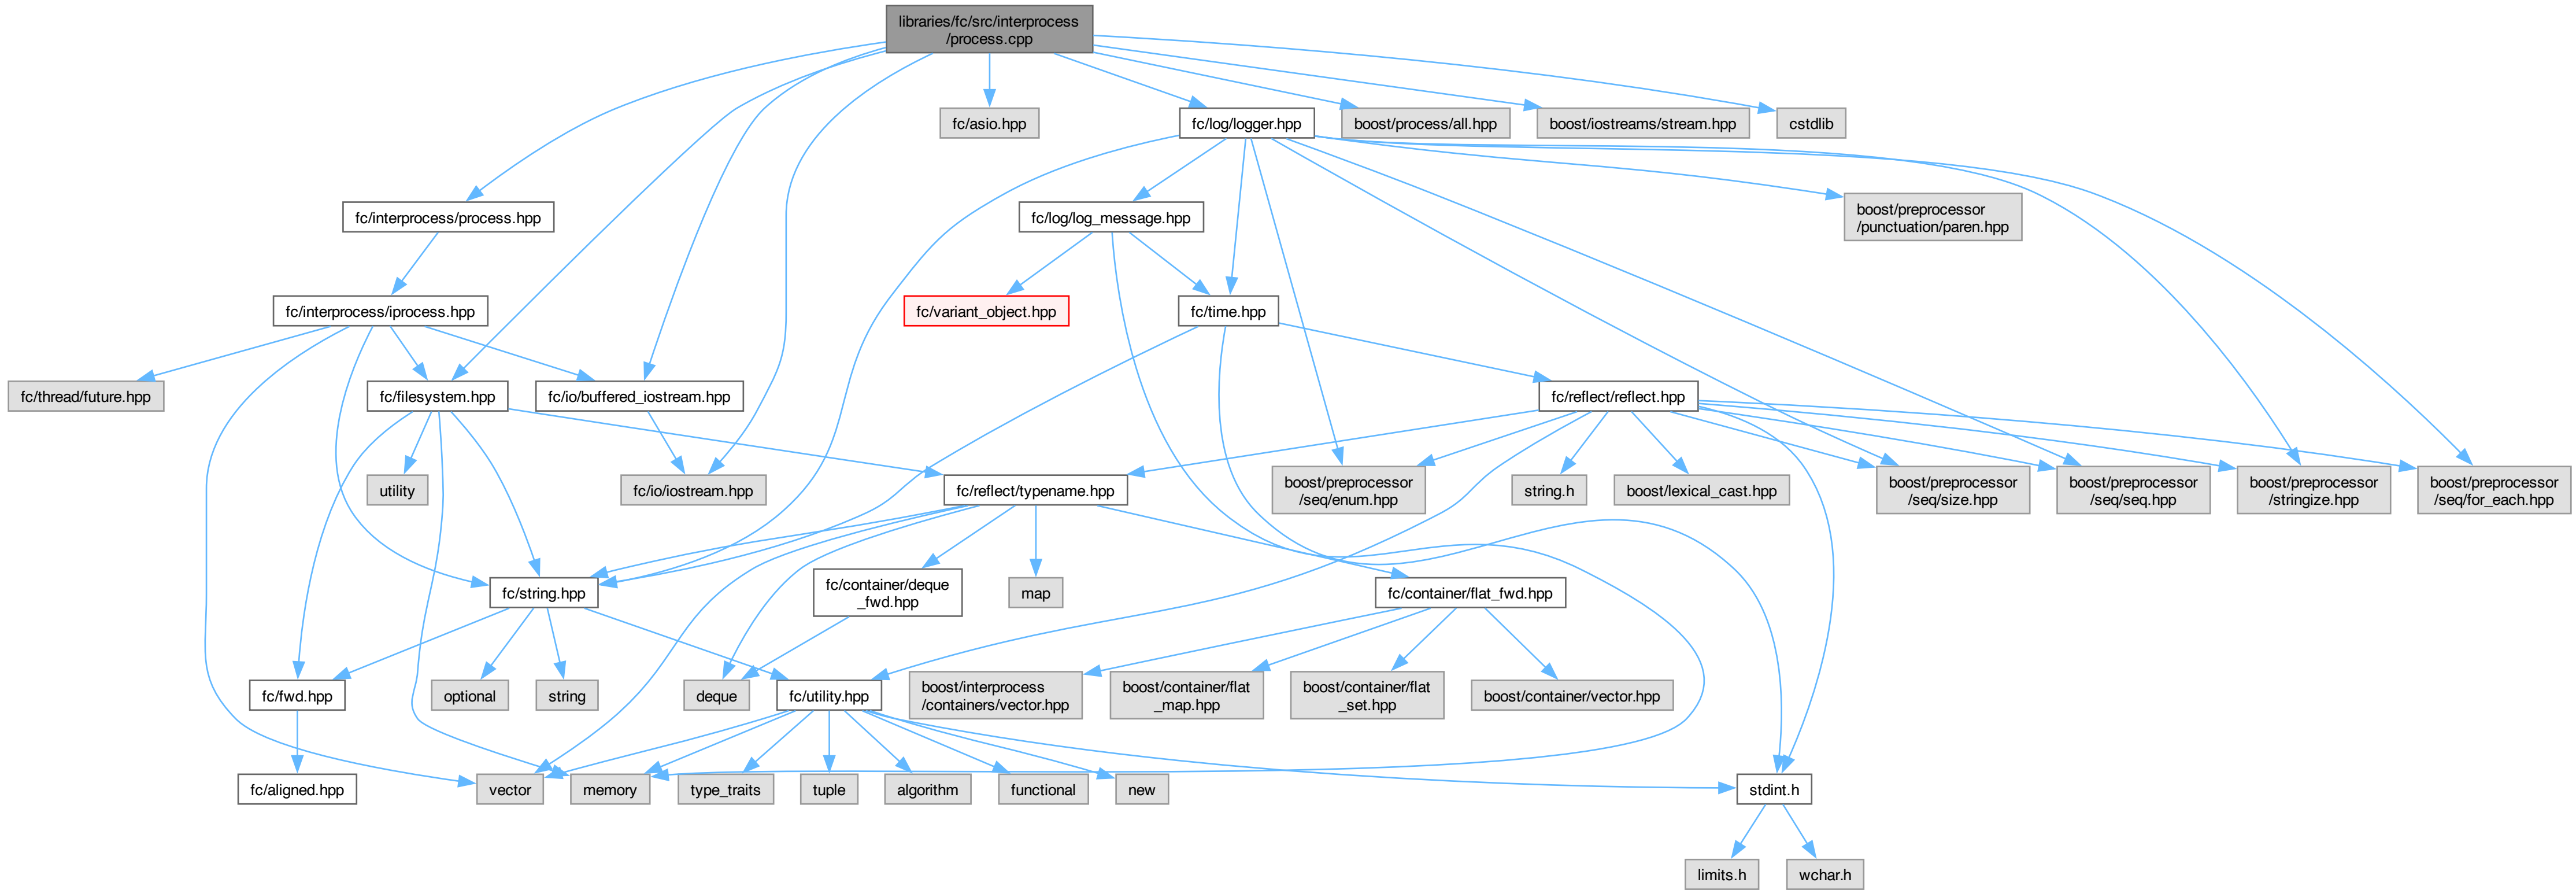 libraries/fc/src/interprocess
/process.cpp
fc/asio.hpp
fc/log/logger.hpp
boost/process/all.hpp
boost/iostreams/stream.hpp
cstdlib
fc/interprocess/process.hpp
fc/log/log_message.hpp
boost/preprocessor
/punctuation/paren.hpp
fc/interprocess/iprocess.hpp
fc/variant_object.hpp
fc/time.hpp
fc/thread/future.hpp
fc/filesystem.hpp
fc/io/buffered_iostream.hpp
fc/reflect/reflect.hpp
utility
fc/io/iostream.hpp
fc/reflect/typename.hpp
boost/preprocessor
/seq/enum.hpp
string.h
boost/lexical_cast.hpp
boost/preprocessor
/seq/size.hpp
boost/preprocessor
/seq/seq.hpp
boost/preprocessor
/stringize.hpp
boost/preprocessor
/seq/for_each.hpp
fc/string.hpp
fc/container/deque
_fwd.hpp
map
fc/container/flat_fwd.hpp
fc/fwd.hpp
optional
string
deque
fc/utility.hpp
boost/interprocess
/containers/vector.hpp
boost/container/flat
_map.hpp
boost/container/flat
_set.hpp
boost/container/vector.hpp
fc/aligned.hpp
vector
memory
type_traits
tuple
algorithm
functional
new
stdint.h
limits.h
wchar.h